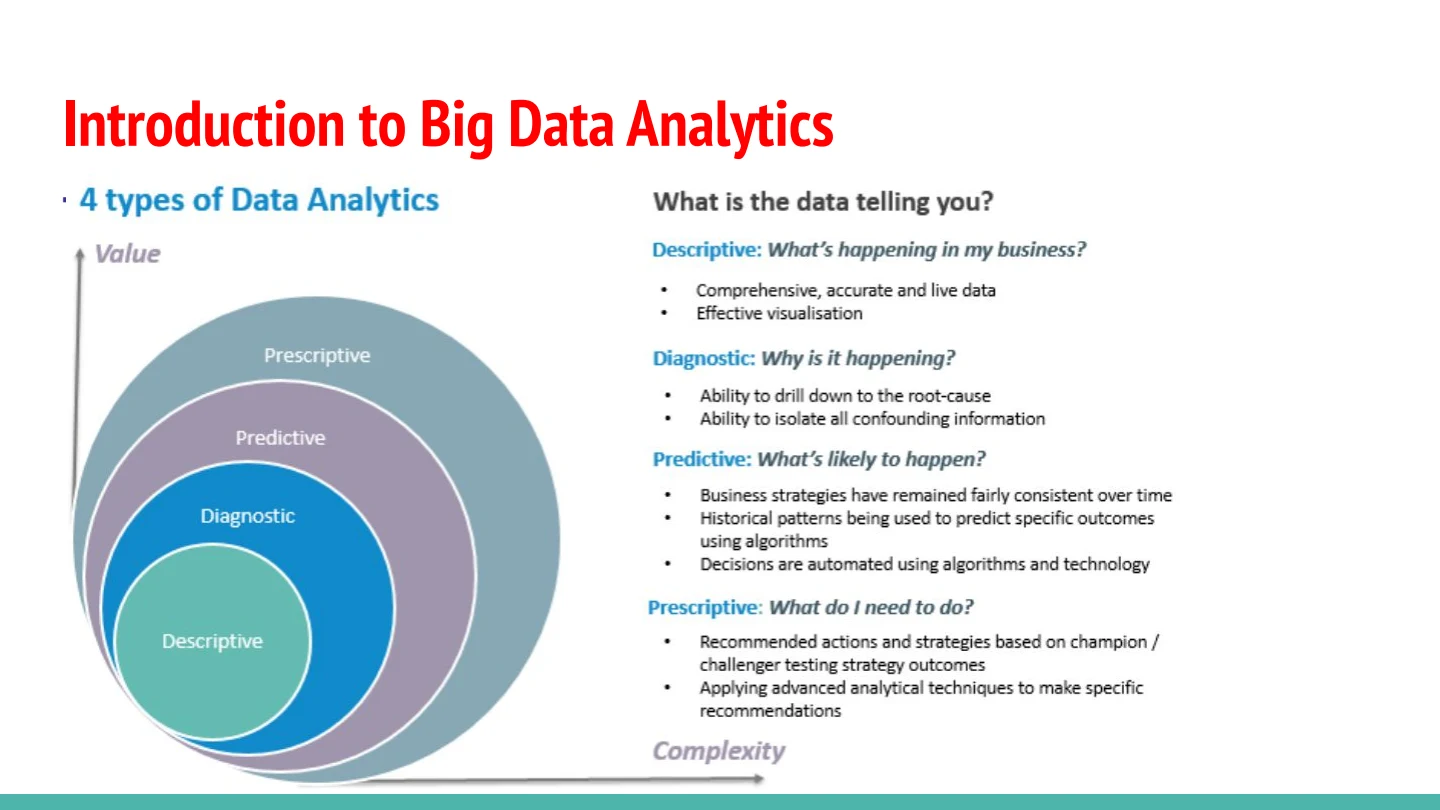 Introduction to Big Data Analytics
▪ 4 types of Data Analytics
Value
Prescriptive
Predictive
Diagnostic
Descriptive
What is the data telling you?
Descriptive: What's happening in my business?
• Comprehensive, accurate and live data
• Effective visualisation
Diagnostic: Why is it happening?
• Ability to drill down to the root-cause
• Ability to isolate all confounding information
Predictive: What's likely to happen?
• Business strategies have remained fairly consistent over time
• Historical patterns being used to predict specific outcomes
using algorithms
• Decisions are automated using algorithms and technology
Prescriptive: What do I need to do?
• Recommended actions and strategies based on champion /
challenger testing strategy outcomes
• Applying advanced analytical techniques to make specific
recommendations
Complexity